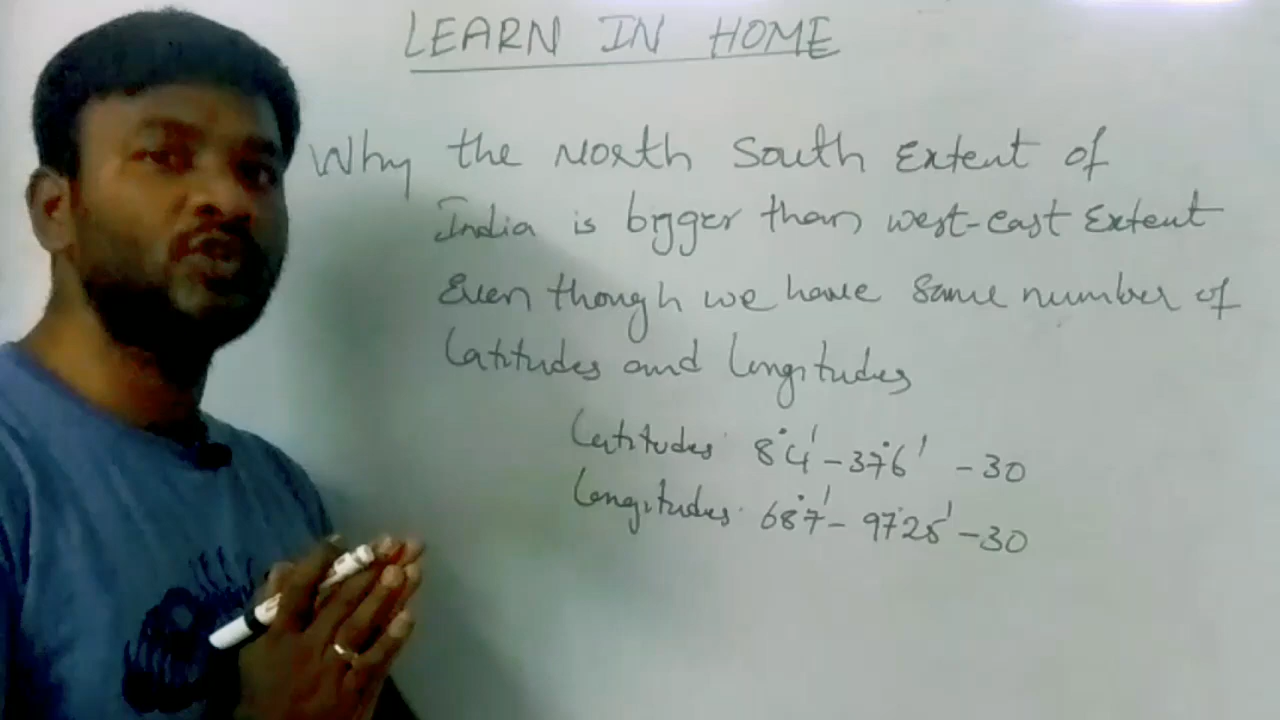 LEARN IN HOME
Why the North South Extent of
India is bigger than west-east Extent
Even though we have Same number of
Latitudes and Longitudes
Latitudes 8°4' - 37°6' - 30
Longitudes 68°7' - 97°25' - 30